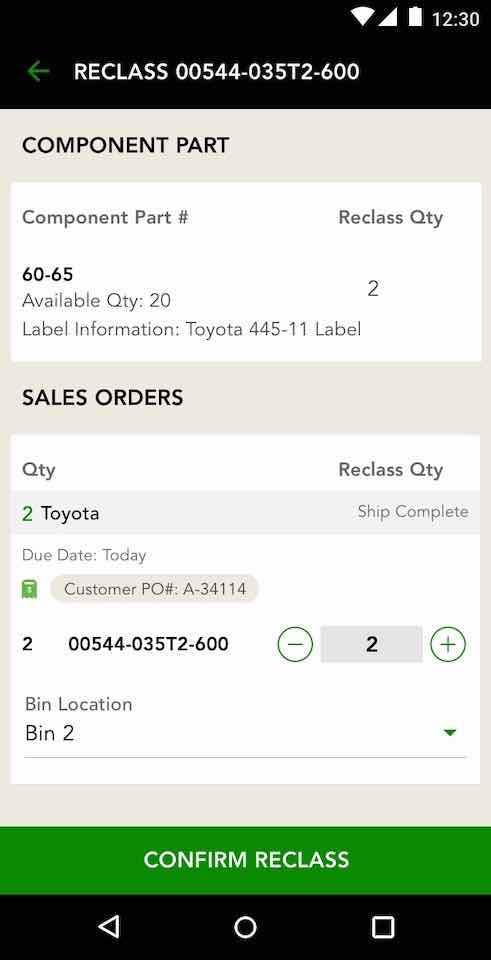 12:30
RECLASS 00544-035T2-600
COMPONENT PART
Component Part # Reclass Qty
60-65
Available Qty: 20 2
Label Information: Toyota 445-11 Label
SALES ORDERS
Qty Reclass Qty
2 Toyota Ship Complete
Due Date: Today
Customer PO#: A-34114
2 00544-035T2-600 2
Bin Location
Bin 2
CONFIRM RECLASS